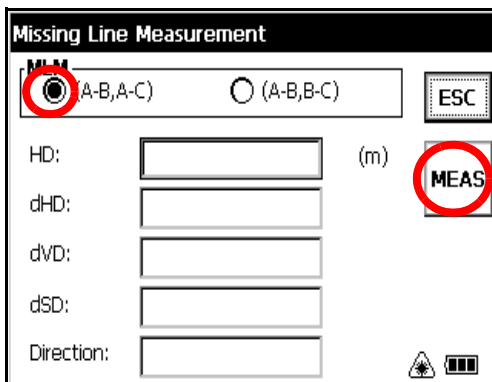 Missing Line Measurement
MLM
(A-B,A-C) (A-B,B-C)
ESC
HD: (m)
MEAS
dHD:
dVD:
dSD:
Direction: